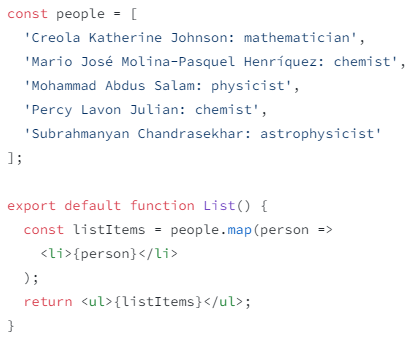 const people = [
  'Creola Katherine Johnson: mathematician',
  'Mario José Molina-Pasquel Henríquez: chemist',
  'Mohammad Abdus Salam: physicist',
  'Percy Lavon Julian: chemist',
  'Subrahmanyan Chandrasekhar: astrophysicist'
];

export default function List() {
  const listItems = people.map(person =>
    <li>{person}</li>
  );
  return <ul>{listItems}</ul>;
}